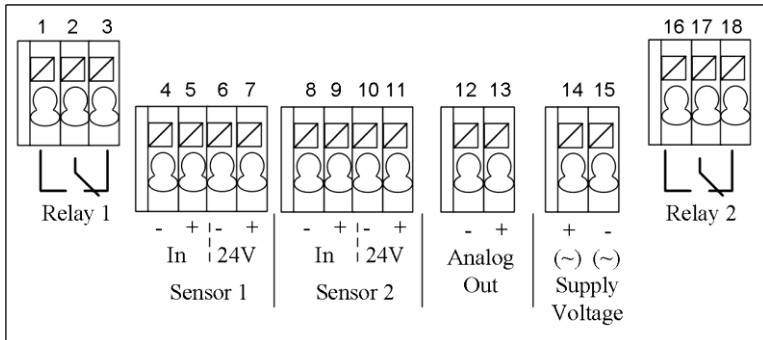 1 2 3
16 17 18
4 5 6 7
8 9 10 11
12 13
14 15
Relay 1
Relay 2
- + - +
In 24V
Sensor 1
- + - +
In 24V
Sensor 2
- +
Analog
Out
+ -
(~) (~)
Supply
Voltage